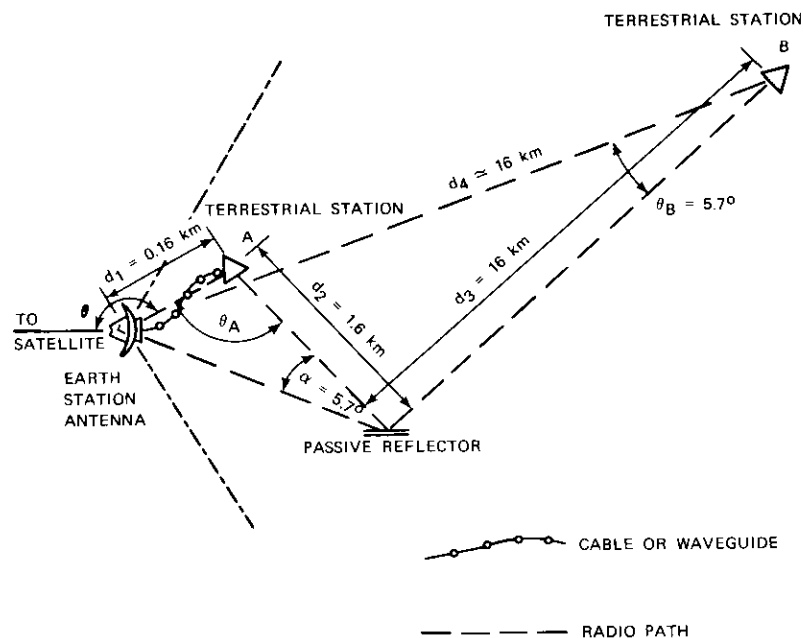 TERRESTRIAL STATION
B
d4 ≃ 16 km
θB = 5.7°
TERRESTRIAL STATION
A
d1 = 0.16 km
d2 = 1.6 km
d3 = 16 km
θ
θA
TO
SATELLITE
EARTH
STATION
ANTENNA
α = 5.7°
PASSIVE REFLECTOR
CABLE OR WAVEGUIDE
RADIO PATH